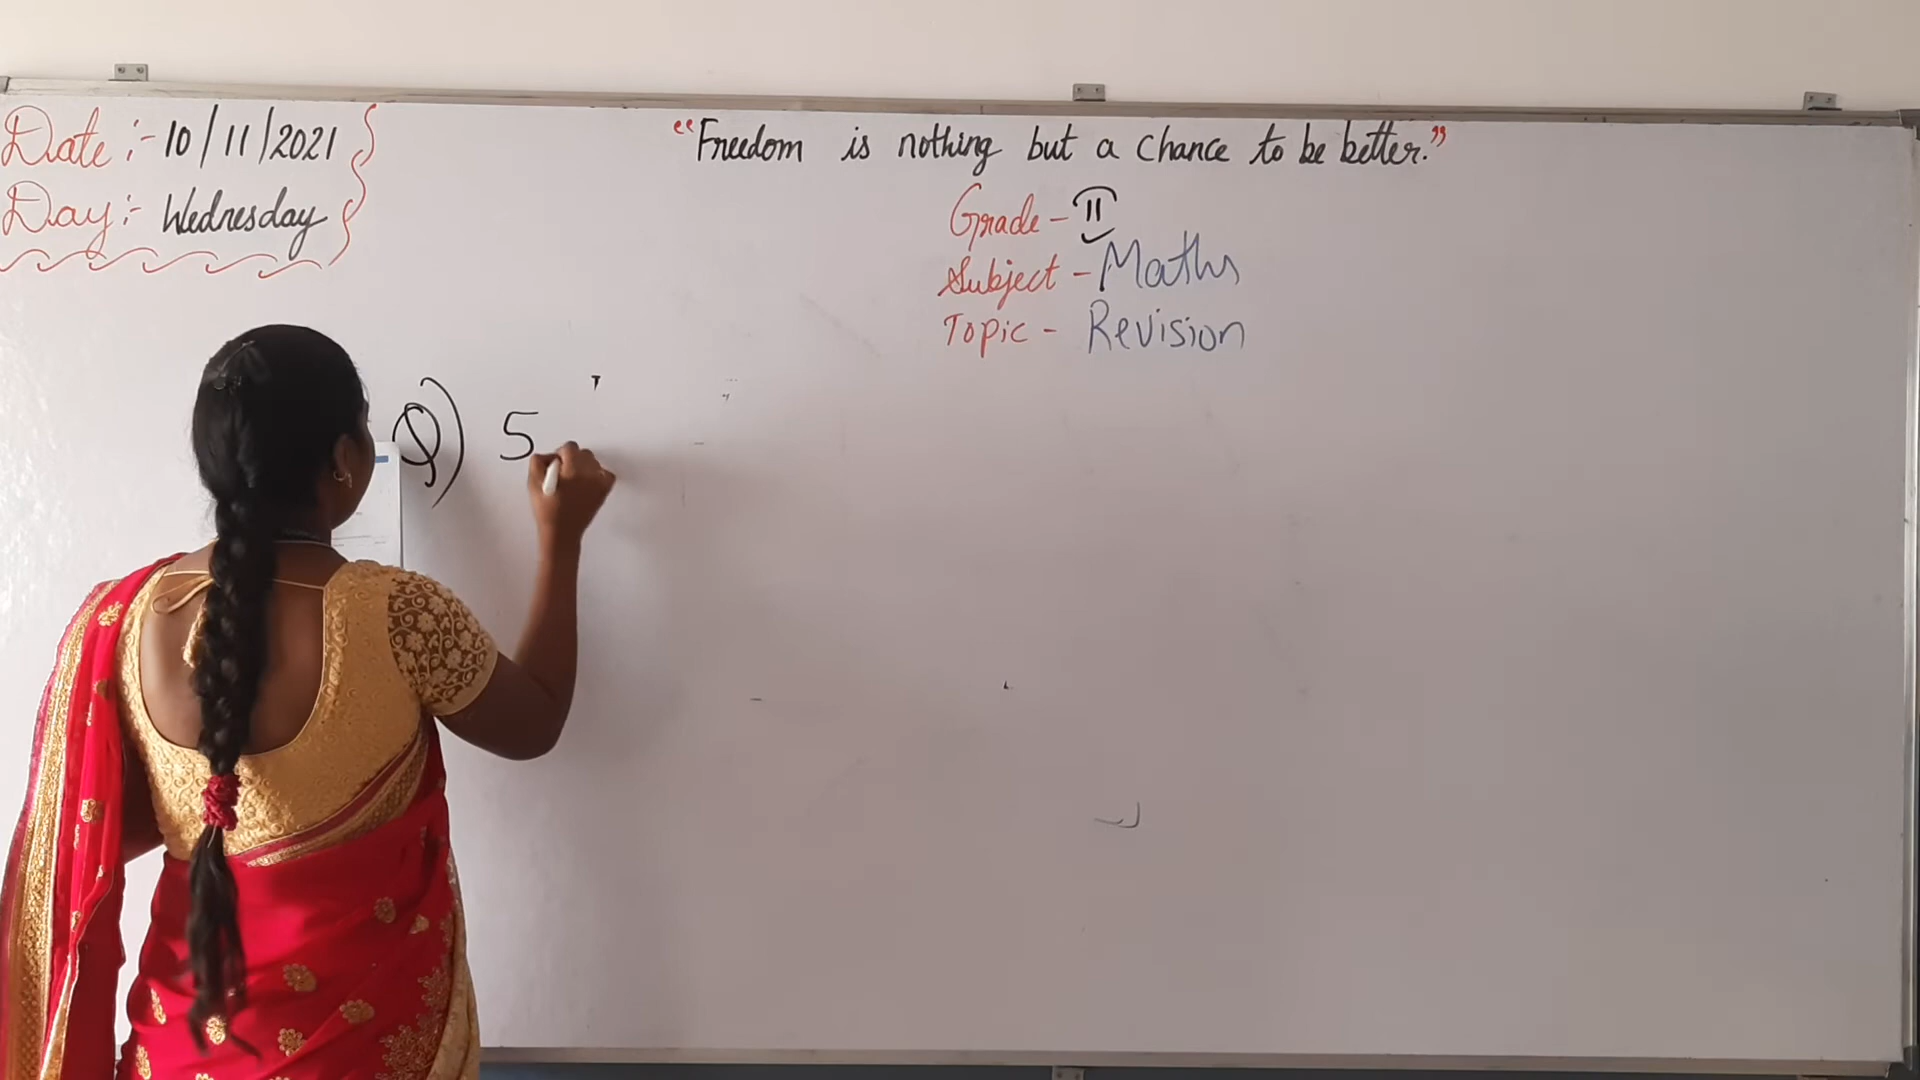 Date :- 10/11/2021
Day :- Wednesday
“Freedom is nothing but a chance to be better.”
Grade - II
Subject - Maths
Topic - Revision
Q) 5